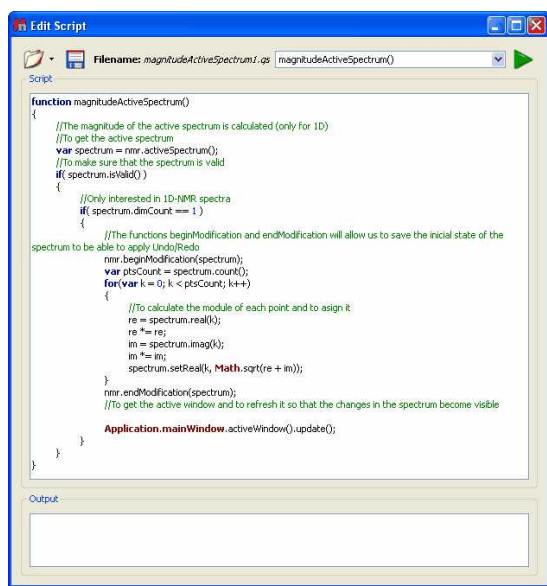 Edit Script
Filename: magnitudeActiveSpectrum1.qs magnitudeActiveSpectrum()
Script
function magnitudeActiveSpectrum()
{
//The magnitude of the active spectrum is calculated (only for 1D)
//To get the active spectrum
var spectrum = nmr.activeSpectrum();
//To make sure that the spectrum is valid
if( spectrum.isValid() )
{
//Only interested in 1D-NMR spectra
if( spectrum.dimCount == 1 )
{
//The functions beginModification and endModification will allow us to save the inicial state of the
spectrum to be able to apply Undo/Redo
nmr.beginModification(spectrum);
var ptsCount = spectrum.count();
for(var k = 0; k < ptsCount; k++)
{
//To calculate the module of each point and to asign it
re = spectrum.real(k);
re *= re;
im = spectrum.imag(k);
im *= im;
spectrum.setReal(k, Math.sqrt(re + im));
}
nmr.endModification(spectrum);
//To get the active window and to refresh it so that the changes in the spectrum become visible
Application.mainWindow.activeWindow().update();
}
}
}
Output